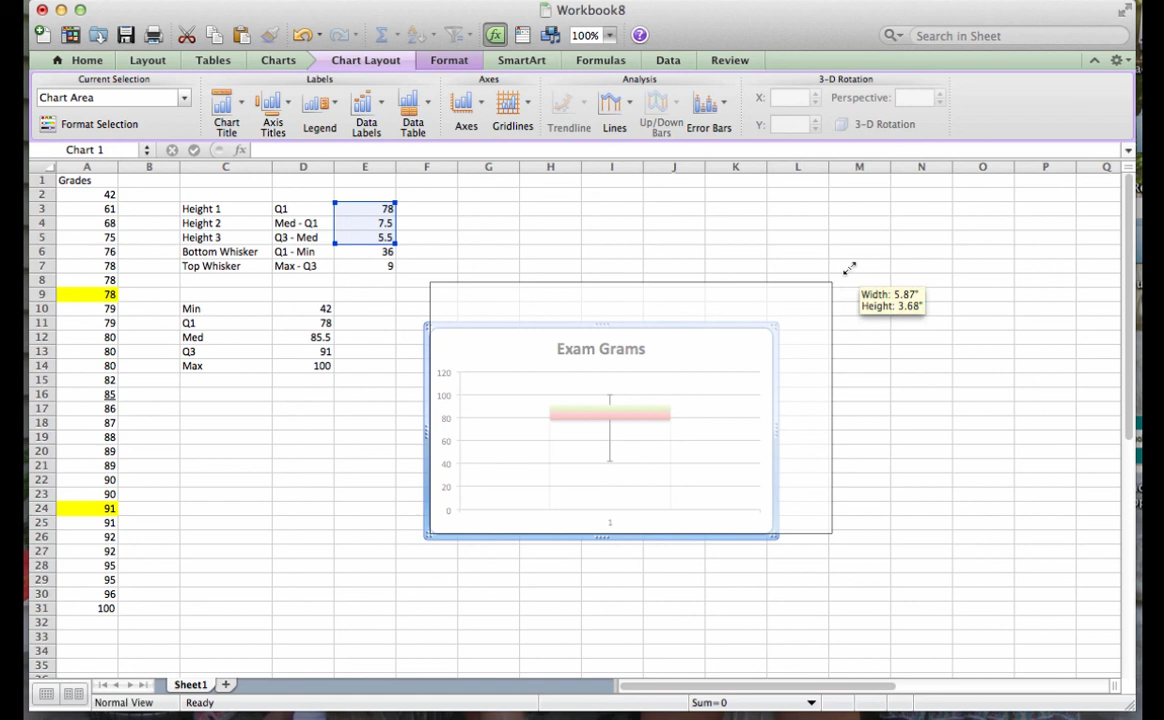 Workbook8
100%
Search in Sheet
Home Layout Tables Charts Chart Layout Format SmartArt Formulas Data Review
Current Selection Labels Axes Analysis 3-D Rotation
Chart Area
Format Selection
Chart Title
Axis Titles
Legend
Data Labels
Data Table
Axes
Gridlines
Trendline
Lines
Up/Down Bars
Error Bars
X: Perspective:
Y: 3-D Rotation
Chart 1 fx
A B C D E F G H I J K L M N O P Q
1 Grades
2 42
3 61 Height 1 Q1 78
4 68 Height 2 Med - Q1 7.5
5 75 Height 3 Q3 - Med 5.5
6 76 Bottom Whisker Q1 - Min 36
7 78 Top Whisker Max - Q3 9
8 78
9 78
10 79 Min 42
11 79 Q1 78
12 80 Med 85.5
13 80 Q3 91
14 80 Max 100
15 82
16 85
17 86
18 87
19 88
20 89
21 89
22 90
23 90
24 91
25 91
26 92
27 92
28 95
29 95
30 96
31 100
32
33
34
35
Width: 5.87"
Height: 3.68"
Exam Grams
120
100
80
60
40
20
0
1
Sheet1
Normal View Ready Sum=0